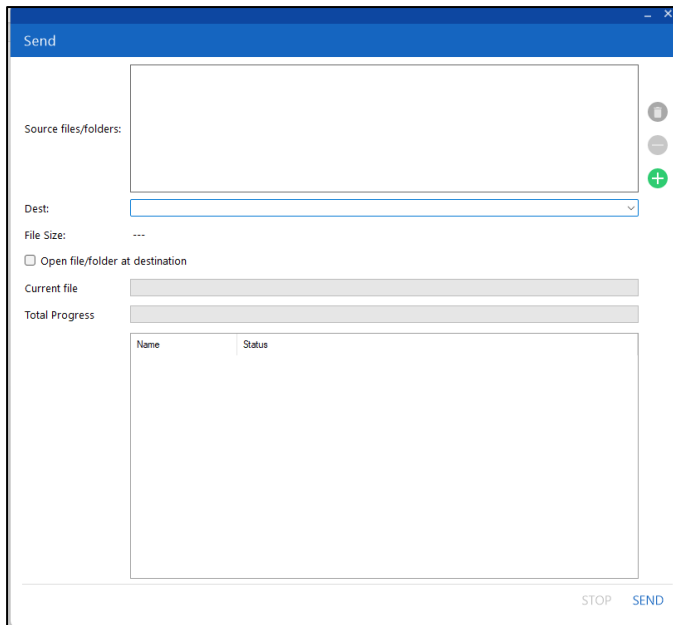 Send
Source files/folders:
Dest:
File Size: ---
Open file/folder at destination
Current file
Total Progress
Name Status
STOP SEND